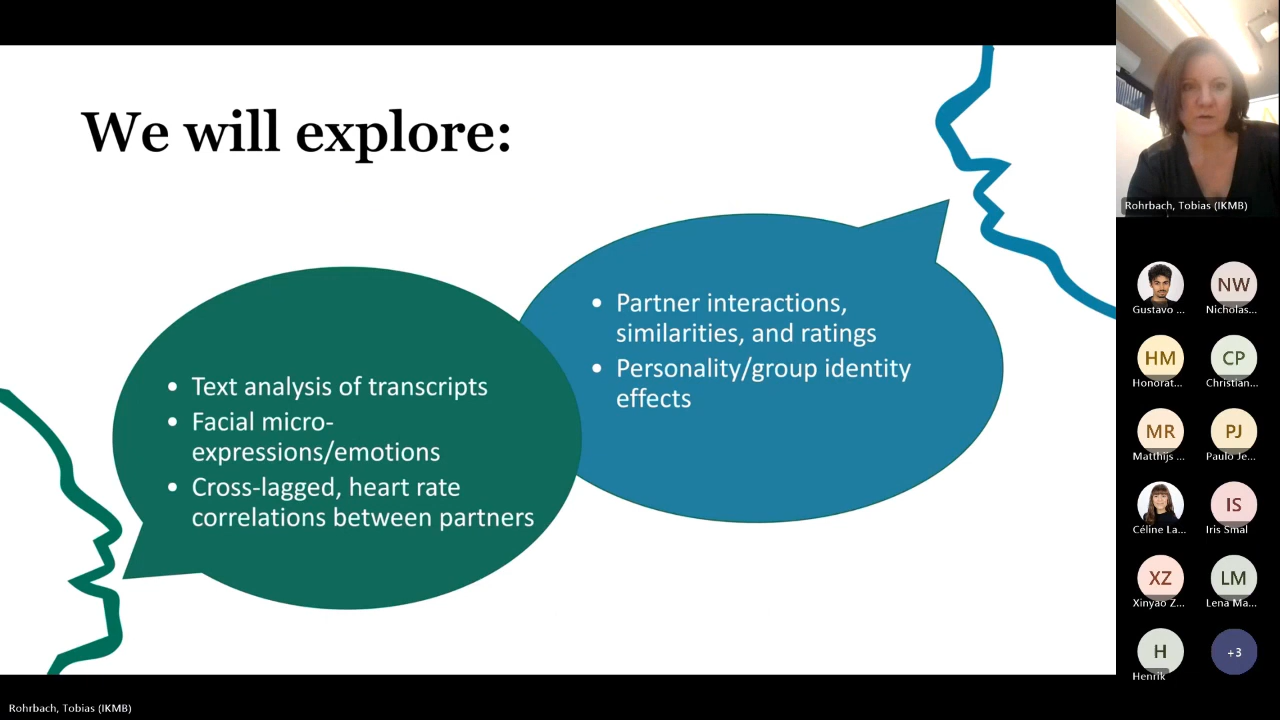 We will explore:
• Partner interactions,
similarities, and ratings
• Personality/group identity
effects
• Text analysis of transcripts
• Facial micro-
expressions/emotions
• Cross-lagged, heart rate
correlations between partners
Rohrbach, Tobias (IKMB)
Gustavo ...
NW
Nicholas...
HM
Honorat...
CP
Christian...
MR
Matthijs ...
PJ
Paulo Je...
Céline La...
IS
Iris Smal
XZ
Xinyao Z...
LM
Lena Ma...
H
Henrik
+3
Rohrbach, Tobias (IKMB)